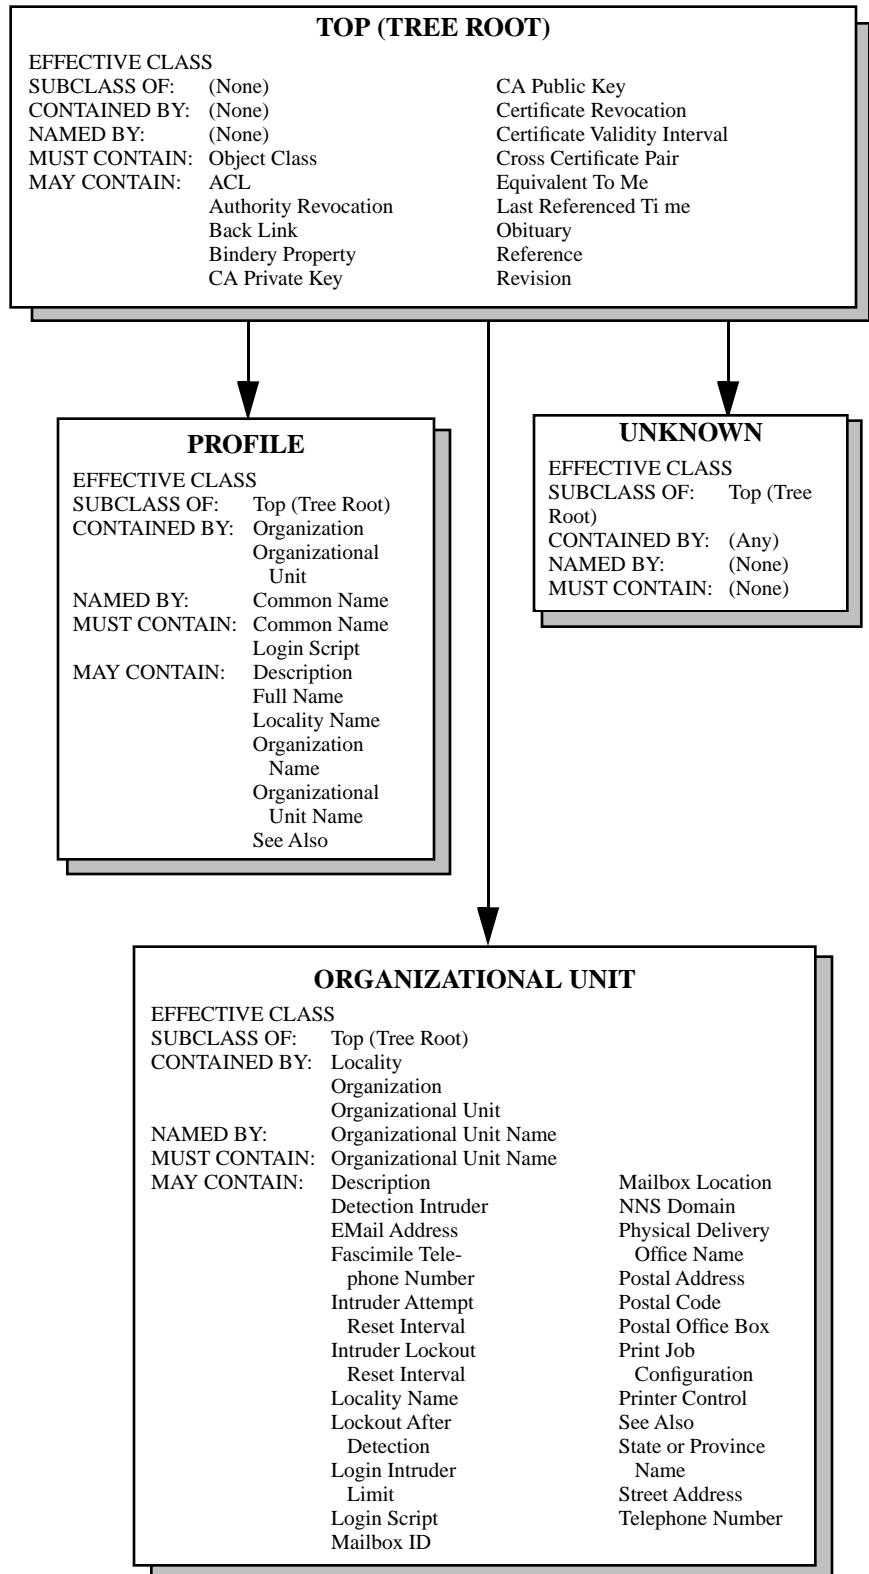 TOP (TREE ROOT)
EFFECTIVE CLASS
SUBCLASS OF: (None)
CONTAINED BY: (None)
NAMED BY: (None)
MUST CONTAIN: Object Class
MAY CONTAIN: ACL
Authority Revocation
Back Link
Bindery Property
CA Private Key
CA Public Key
Certificate Revocation
Certificate Validity Interval
Cross Certificate Pair
Equivalent To Me
Last Referenced Ti me
Obituary
Reference
Revision
PROFILE
EFFECTIVE CLASS
SUBCLASS OF: Top (Tree Root)
CONTAINED BY: Organization
Organizational
Unit
NAMED BY: Common Name
MUST CONTAIN: Common Name
Login Script
MAY CONTAIN: Description
Full Name
Locality Name
Organization
Name
Organizational
Unit Name
See Also
UNKNOWN
EFFECTIVE CLASS
SUBCLASS OF: Top (Tree
Root)
CONTAINED BY: (Any)
NAMED BY: (None)
MUST CONTAIN: (None)
ORGANIZATIONAL UNIT
EFFECTIVE CLASS
SUBCLASS OF: Top (Tree Root)
CONTAINED BY: Locality
Organization
Organizational Unit
NAMED BY: Organizational Unit Name
MUST CONTAIN: Organizational Unit Name
MAY CONTAIN: Description
Detection Intruder
EMail Address
Fascimile Tele-
phone Number
Intruder Attempt
Reset Interval
Intruder Lockout
Reset Interval
Locality Name
Lockout After
Detection
Login Intruder
Limit
Login Script
Mailbox ID
Mailbox Location
NNS Domain
Physical Delivery
Office Name
Postal Address
Postal Code
Postal Office Box
Print Job
Configuration
Printer Control
See Also
State or Province
Name
Street Address
Telephone Number